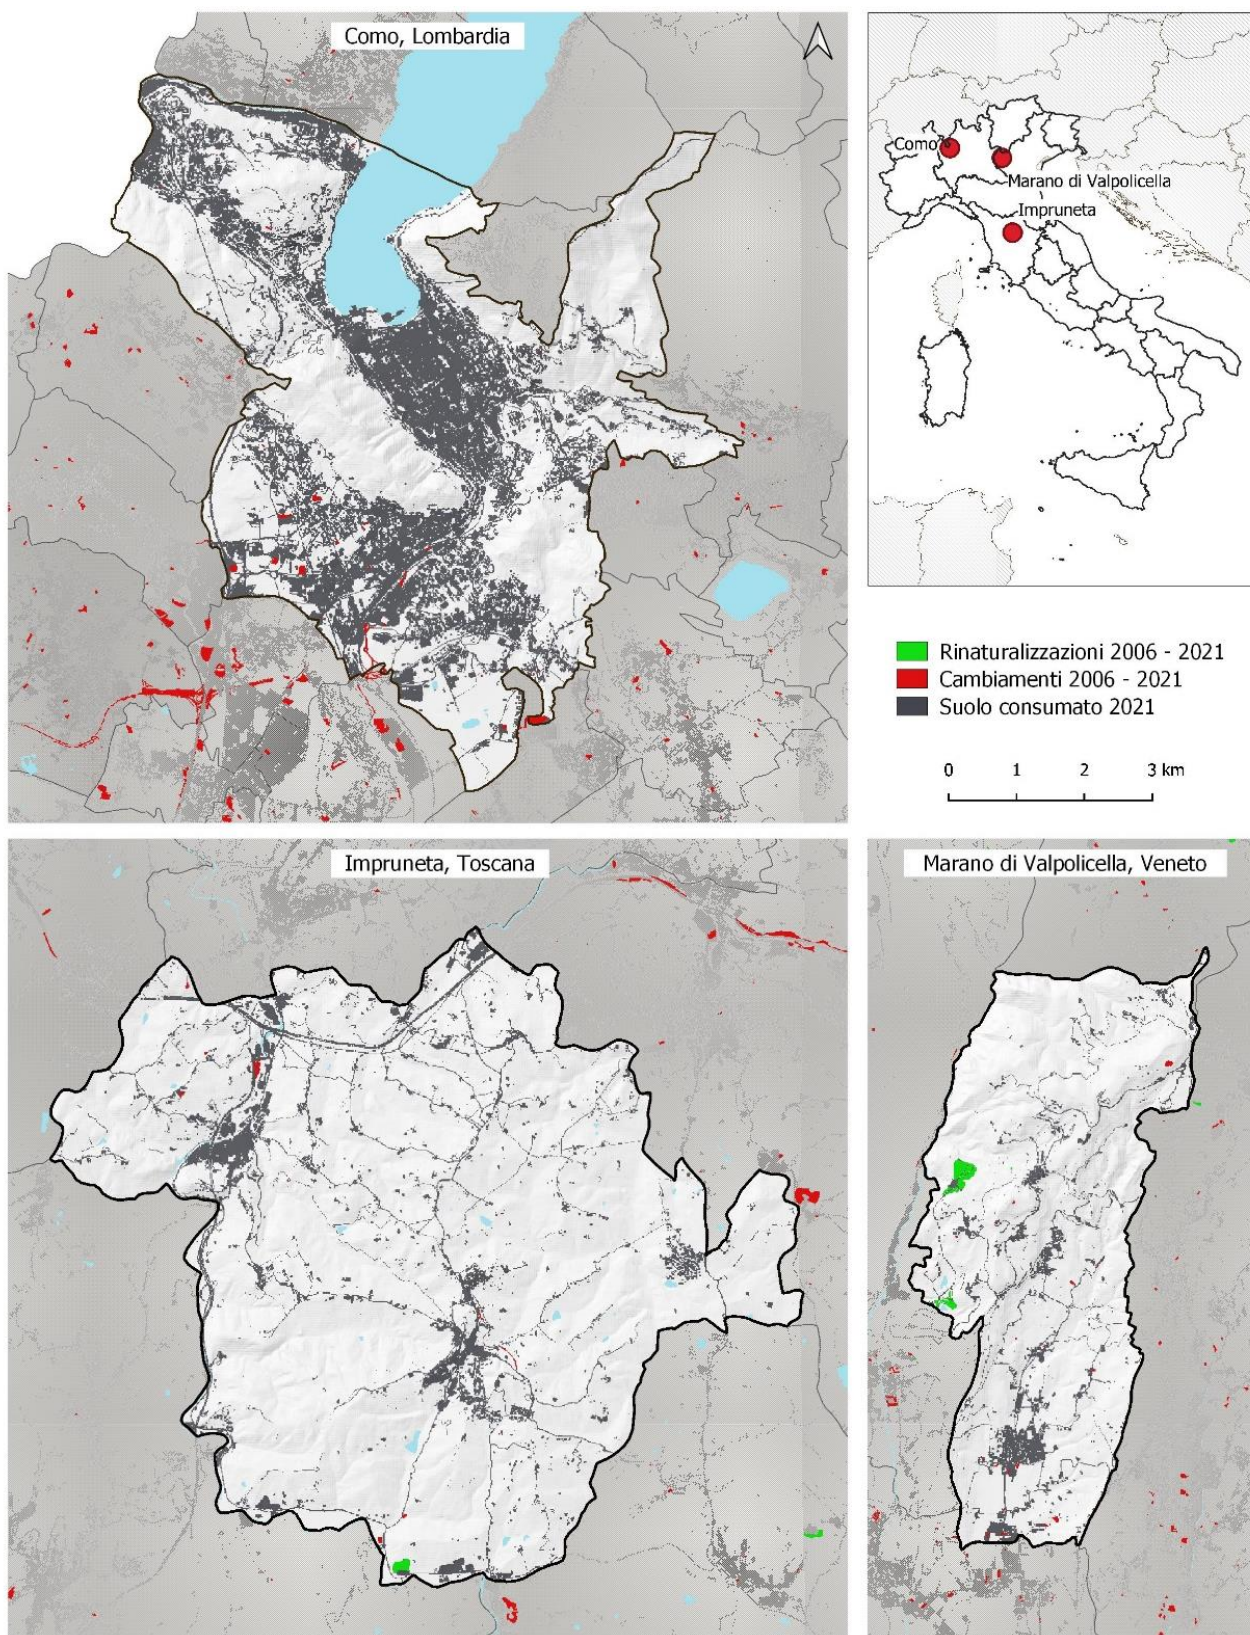 Como, Lombardia
Como
Marano di Valpolicella
Impruneta
Rinaturalizzazioni 2006 - 2021
Cambiamenti 2006 - 2021
Suolo consumato 2021
0 1 2 3 km
Impruneta, Toscana
Marano di Valpolicella, Veneto